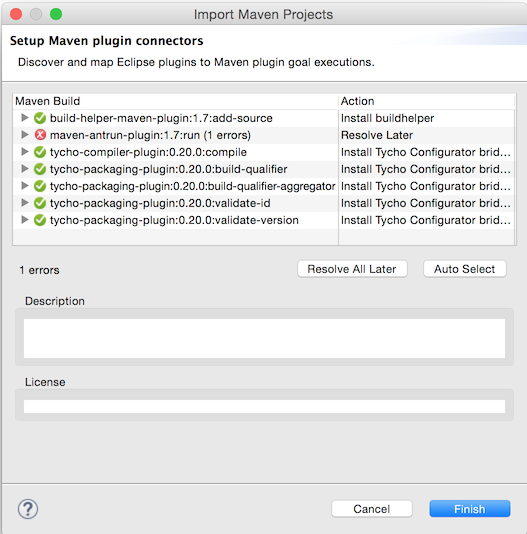 Import Maven Projects
Setup Maven plugin connectors
Discover and map Eclipse plugins to Maven plugin goal executions.
Maven Build Action
build-helper-maven-plugin:1.7:add-source Install buildhelper
maven-antrun-plugin:1.7:run (1 errors) Resolve Later
tycho-compiler-plugin:0.20.0:compile Install Tycho Configurator brid...
tycho-packaging-plugin:0.20.0:build-qualifier Install Tycho Configurator brid...
tycho-packaging-plugin:0.20.0:build-qualifier-aggregator Install Tycho Configurator brid...
tycho-packaging-plugin:0.20.0:validate-id Install Tycho Configurator brid...
tycho-packaging-plugin:0.20.0:validate-version Install Tycho Configurator brid...
1 errors Resolve All Later Auto Select
Description
License
? Cancel Finish